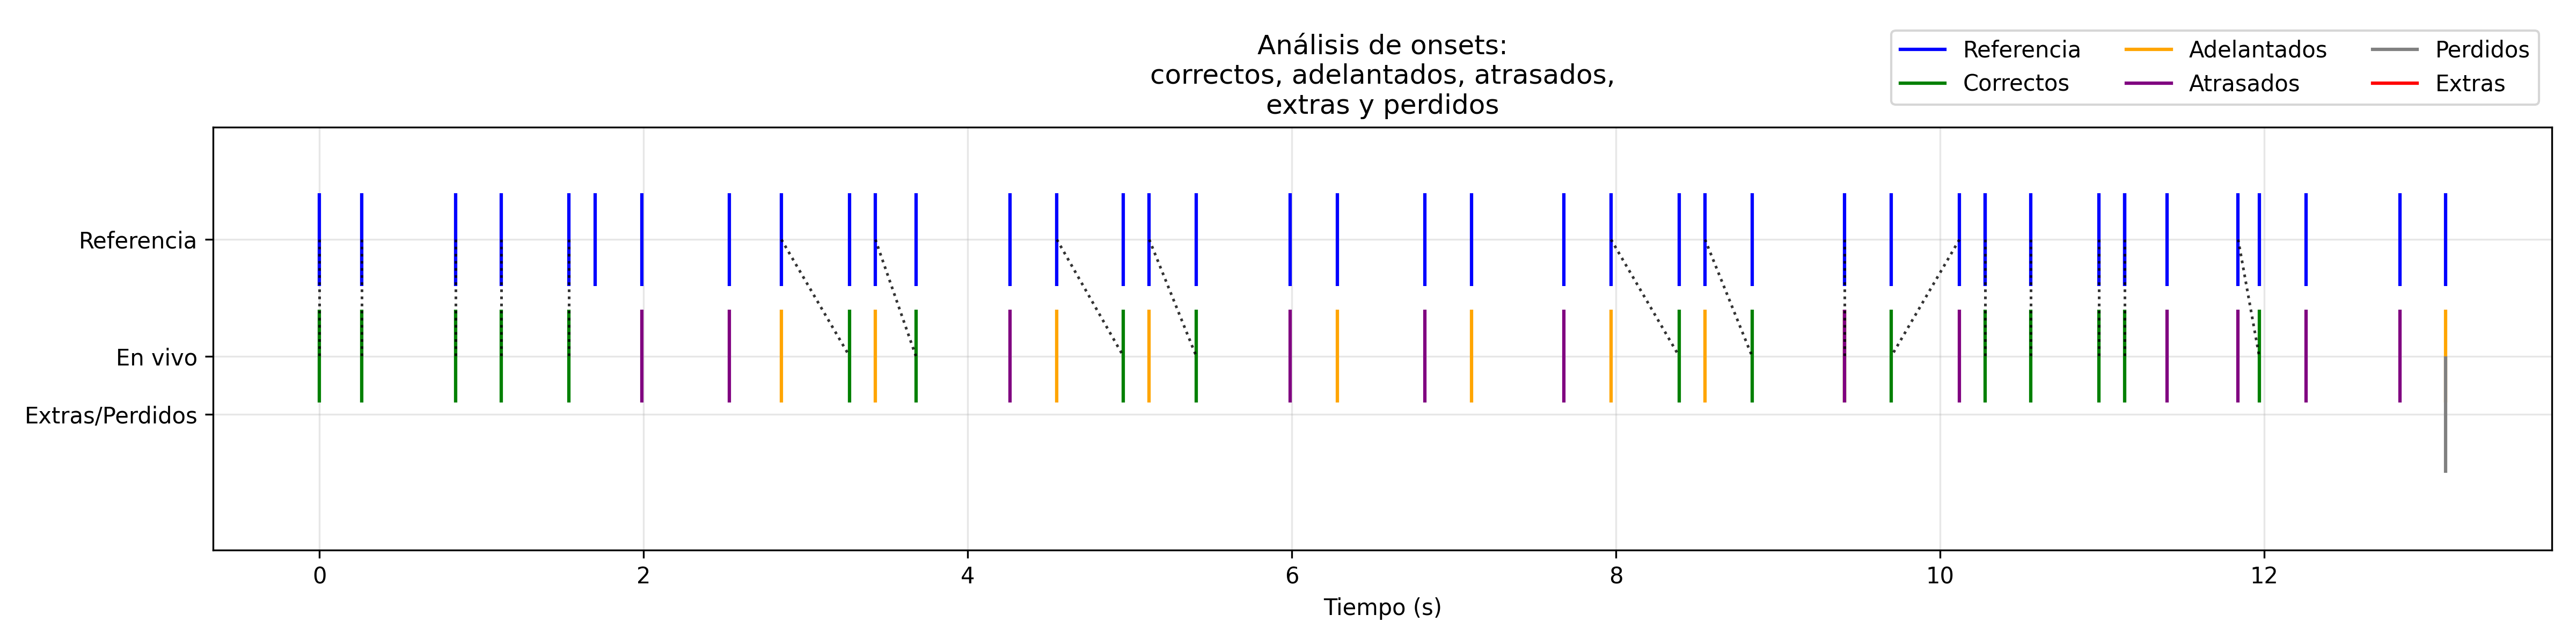 Análisis de onsets:
correctos, adelantados, atrasados,
extras y perdidos
Referencia
Correctos
Adelantados
Atrasados
Perdidos
Extras
Referencia
En vivo
Extras/Perdidos
0 2 4 6 8 10 12
Tiempo (s)